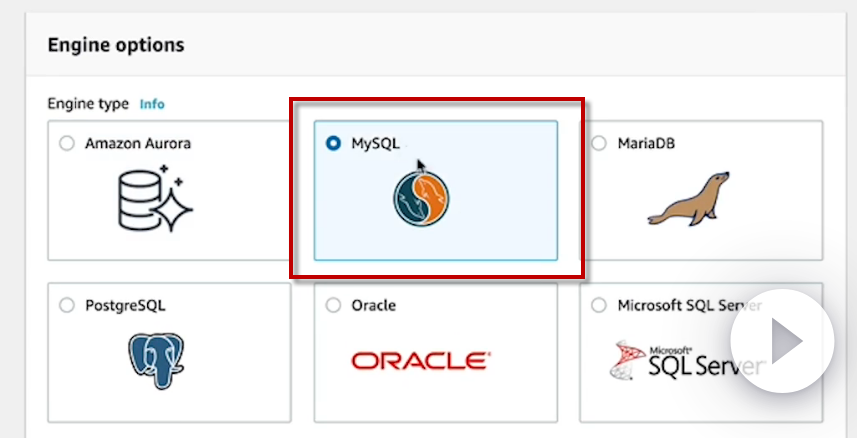 Engine options
Engine type Info
Amazon Aurora
MySQL
MariaDB
PostgreSQL
Oracle
Microsoft SQL Server
ORACLE
Microsoft
SQL Server